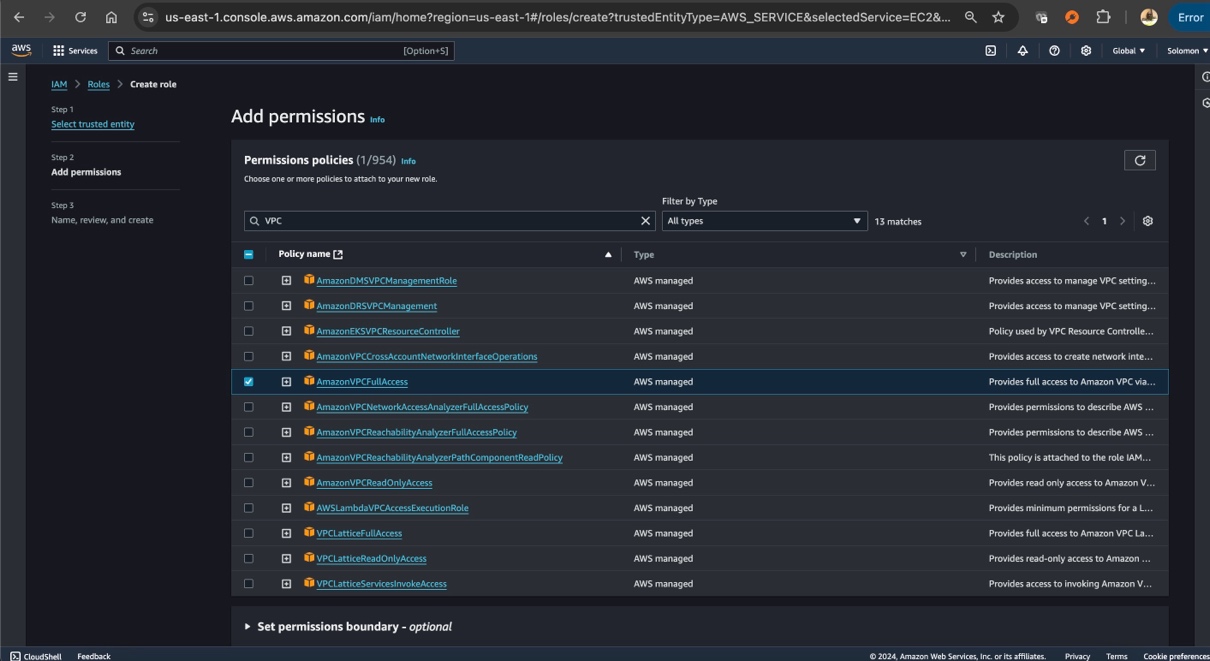 us-east-1.console.aws.amazon.com/iam/home?region=us-east-1#/roles/create?trustedEntityType=AWS_SERVICE&selectedService=EC2&... Error
aws Services Search [Option+S] Global Solomon
IAM > Roles > Create role
Step 1
Select trusted entity
Step 2
Add permissions
Step 3
Name, review, and create
Add permissions Info
Permissions policies (1/954) Info
Choose one or more policies to attach to your new role.
Filter by Type
VPC All types 13 matches 1
Policy name Type Description
AmazonDMSVPCManagementRole AWS managed Provides access to manage VPC setting...
AmazonDRSVPCManagement AWS managed Provides access to manage VPC setting...
AmazonEKSVPCResourceController AWS managed Policy used by VPC Resource Controlle...
AmazonVPCCrossAccountNetworkInterfaceOperations AWS managed Provides access to create network inte...
AmazonVPCFullAccess AWS managed Provides full access to Amazon VPC via...
AmazonVPCNetworkAccessAnalyzerFullAccessPolicy AWS managed Provides permissions to describe AWS ...
AmazonVPCReachabilityAnalyzerFullAccessPolicy AWS managed Provides permissions to describe AWS ...
AmazonVPCReachabilityAnalyzerPathComponentReadPolicy AWS managed This policy is attached to the role IAM...
AmazonVPCReadOnlyAccess AWS managed Provides read only access to Amazon V...
AWSLambdaVPCAccessExecutionRole AWS managed Provides minimum permissions for a L...
VPCLatticeFullAccess AWS managed Provides full access to Amazon VPC La...
VPCLatticeReadOnlyAccess AWS managed Provides read-only access to Amazon ...
VPCLatticeServicesInvokeAccess AWS managed Provides access to invoking Amazon V...
Set permissions boundary - optional
CloudShell Feedback © 2024, Amazon Web Services, Inc. or its affiliates. Privacy Terms Cookie preferences